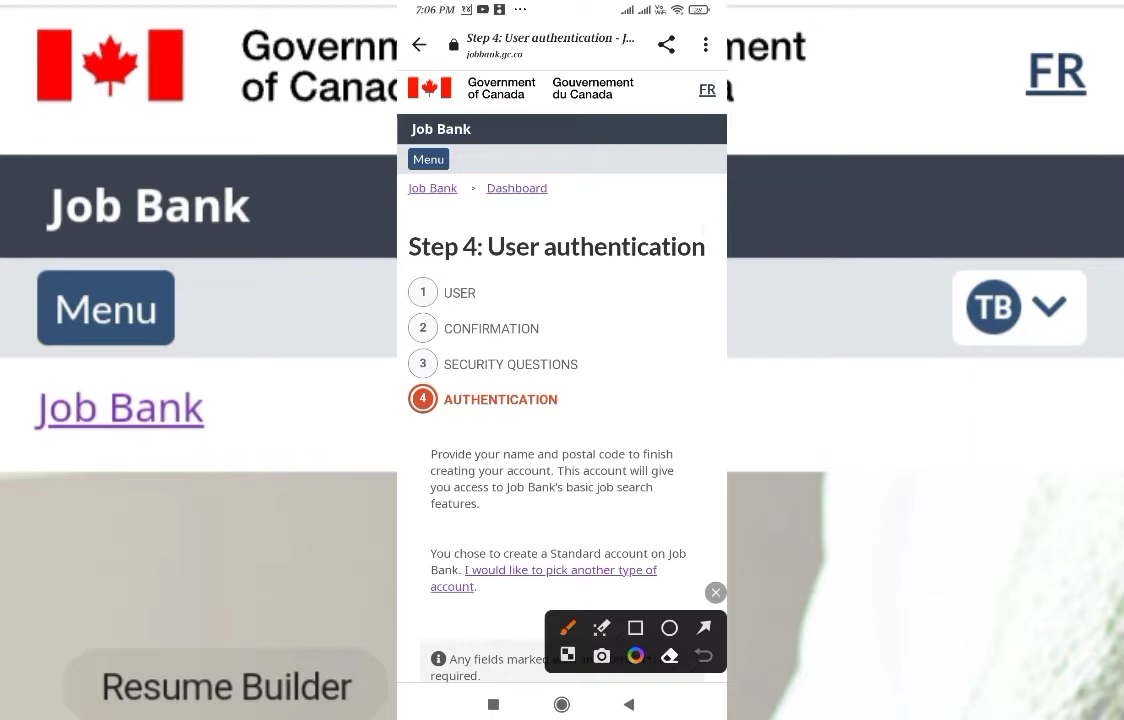 7:06 PM
Step 4: User authentication - J...
jobbank.gc.ca
Government of Canada
Gouvernement du Canada
FR
Job Bank
Menu
Job Bank
Dashboard
Step 4: User authentication
1 USER
2 CONFIRMATION
3 SECURITY QUESTIONS
4 AUTHENTICATION
Provide your name and postal code to finish
creating your account. This account will give
you access to Job Bank's basic job search
features.
You chose to create a Standard account on Job
Bank. I would like to pick another type of
account.
Any fields marked
required.
Governm
of Canad
ment
FR
Job Bank
Menu
TB
Job Bank
Resume Builder